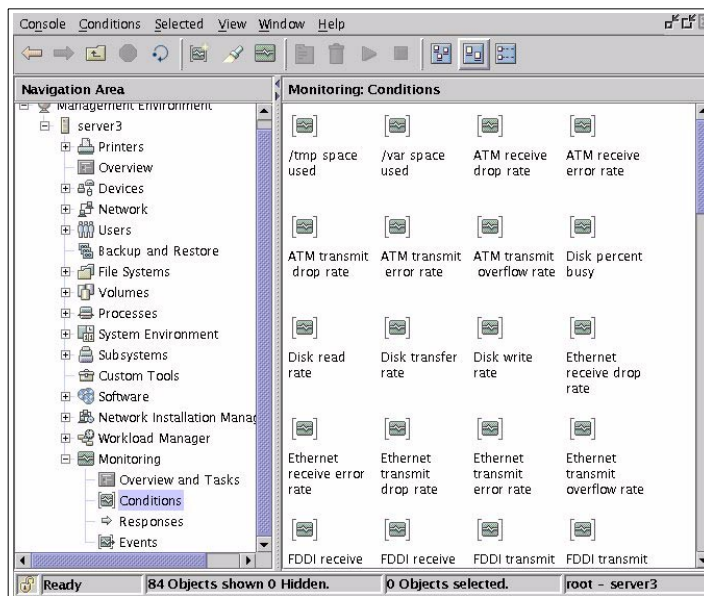 Console Conditions Selected View Window Help
Navigation Area
Management Environment
server3
Printers
Overview
Devices
Network
Users
Backup and Restore
File Systems
Volumes
Processes
System Environment
Subsystems
Custom Tools
Software
Network Installation Manag
Workload Manager
Monitoring
Overview and Tasks
Conditions
Responses
Events
Monitoring: Conditions
/tmp space
used
/var space
used
ATM receive
drop rate
ATM receive
error rate
ATM transmit
drop rate
ATM transmit
error rate
ATM transmit
overflow rate
Disk percent
busy
Disk read
rate
Disk transfer
rate
Disk write
rate
Ethernet
receive drop
rate
Ethernet
receive error
rate
Ethernet
transmit
drop rate
Ethernet
transmit
error rate
Ethernet
transmit
overflow rate
FDDI receive
FDDI receive
FDDI transmit
FDDI transmit
Ready
84 Objects shown 0 Hidden.
0 Objects selected.
root - server3